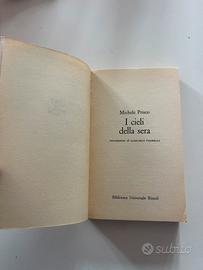 Michele Prisco
I cieli
della sera
Biblioteca Universale Rizzoli
subito